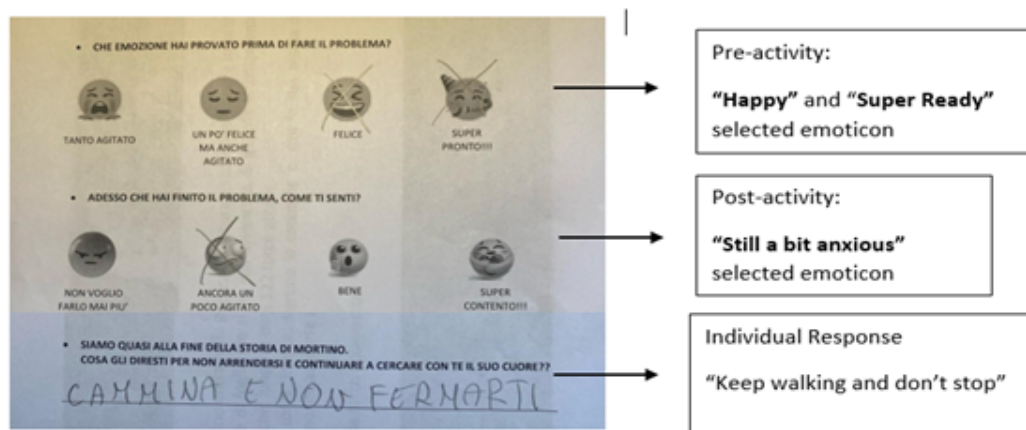 • CHE EMOZIONE HAI PROVATO PRIMA DI FARE IL PROBLEMA?
TANTO AGITATO
UN PO' FELICE
MA ANCHE
AGITATO
FELICE
SUPER
PRONTO!!!!
• ADESSO CHE HAI FINITO IL PROBLEMA, COME TI SENTI?
NON VOGLIO
FARLO MAI PIU'
ANCORA UN
POCO AGITATO
BENE
SUPER
CONTENTO!!!!
• SIAMO QUASI ALLA FINE DELLA STORIA DI MORTINO.
COSA GLI DIRESTI PER NON ARRENDERSI E CONTINUARE A CERCARE CON TE IL SUO CUORE??
CAMMINA E NON FERMARTI
Pre-activity:
“Happy” and “Super Ready”
selected emoticon
Post-activity:
“Still a bit anxious”
selected emoticon
Individual Response
“Keep walking and don’t stop”